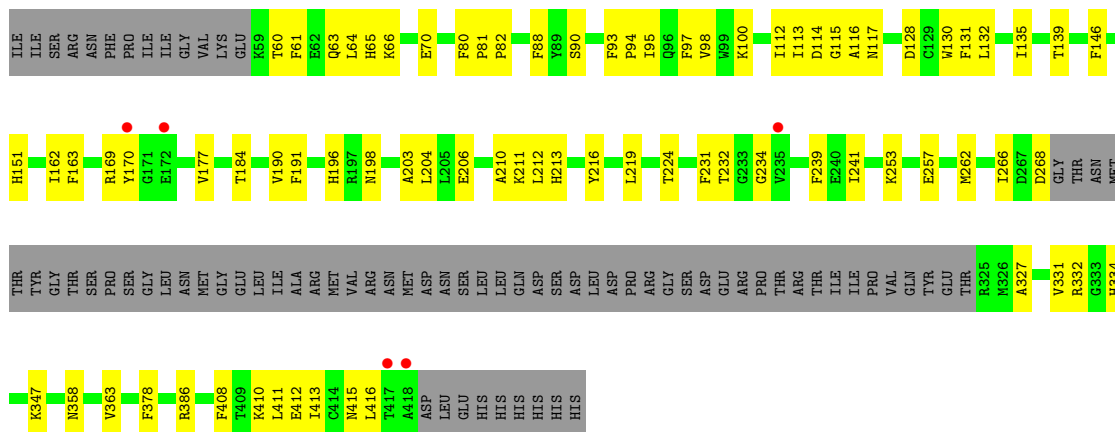 ILE ILE SER ARG ASN PHE PRO ILE ILE GLY VAL LYS GLU K59 T60 F61 E62 Q63 L64 H65 K66 E70 F80 P81 P82 F88 Y89 S90 F93 P94 I95 Q96 F97 V98 W99 K100 I112 I113 D114 G115 A116 N117 D128 C129 W130 F131 L132 I135 T139 F146
H151 I162 F163 R169 Y170 G171 E172 V177 T184 V190 F191 H196 R197 N198 A203 L204 L205 E206 A210 K211 L212 H213 Y216 L219 T224 F231 T232 G233 G234 V235 F239 E240 I241 K253 E257 M262 I266 D267 D268 GLY THR ASN MET
THR TYR GLY THR THR SER PRO SER GLY LEU ASN MET GLY GLU LEU LEU ILE ALA ARG MET VAL ARG ASN MET ASP ASN SER LEU LEU GLN ASP SER ASP LEU ASP PRO ARG GLY SER ASP GLU ARG PRO THR ARG THR ILE ILE PRO VAL GLN TYR GLU THR R325 M326 A327 V331 R332 G333 H334
K347 N358 V363 F378 R386 F408 T409 K410 L411 E412 I413 C414 N415 L416 T417 A418 ASP LEU GLU HIS HIS HIS HIS HIS HIS